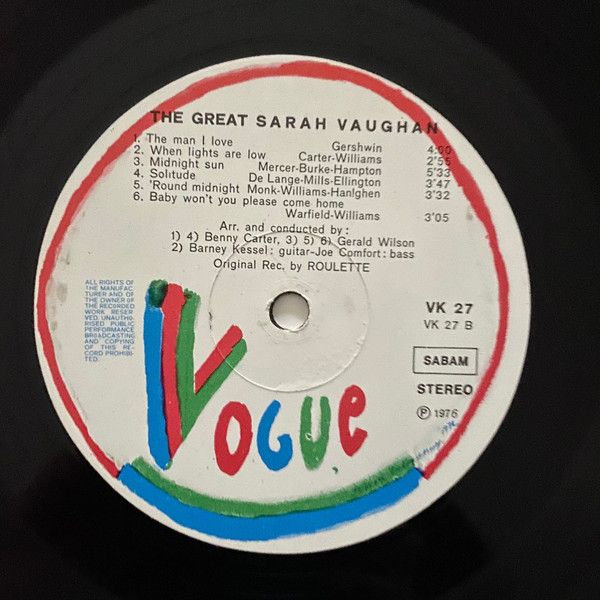 THE GREAT SARAH VAUGHAN
1. The man I love Gershwin 4'00
2. When lights are low Carter-Williams 2'55
3. Midnight sun Mercer-Burke-Hampton 5'33
4. Solitude De Lange-Mills-Ellington 3'47
5. 'Round midnight Monk-Williams-Hanighen 3'32
6. Baby won't you please come home
Warfield-Williams 3'05
Arr. and conducted by:
1) 4) Benny Carter, 3) 5) 6) Gerald Wilson
2) Barney Kessel: guitar-Joe Comfort: bass
Original Rec. by ROULETTE
ALL RIGHTS OF
THE MANUFAC-
TURER AND OF
THE OWNER OF
THE RECORDED
WORK RESER-
VED. UNAUTHO-
RISED PUBLIC
PERFORMANCE
BROADCASTING
AND COPYING
OF THIS RE-
CORD PROHIBI-
TED.
VK 27
VK 27 B
SABAM
STEREO
Ⓟ 1976
VOGUE